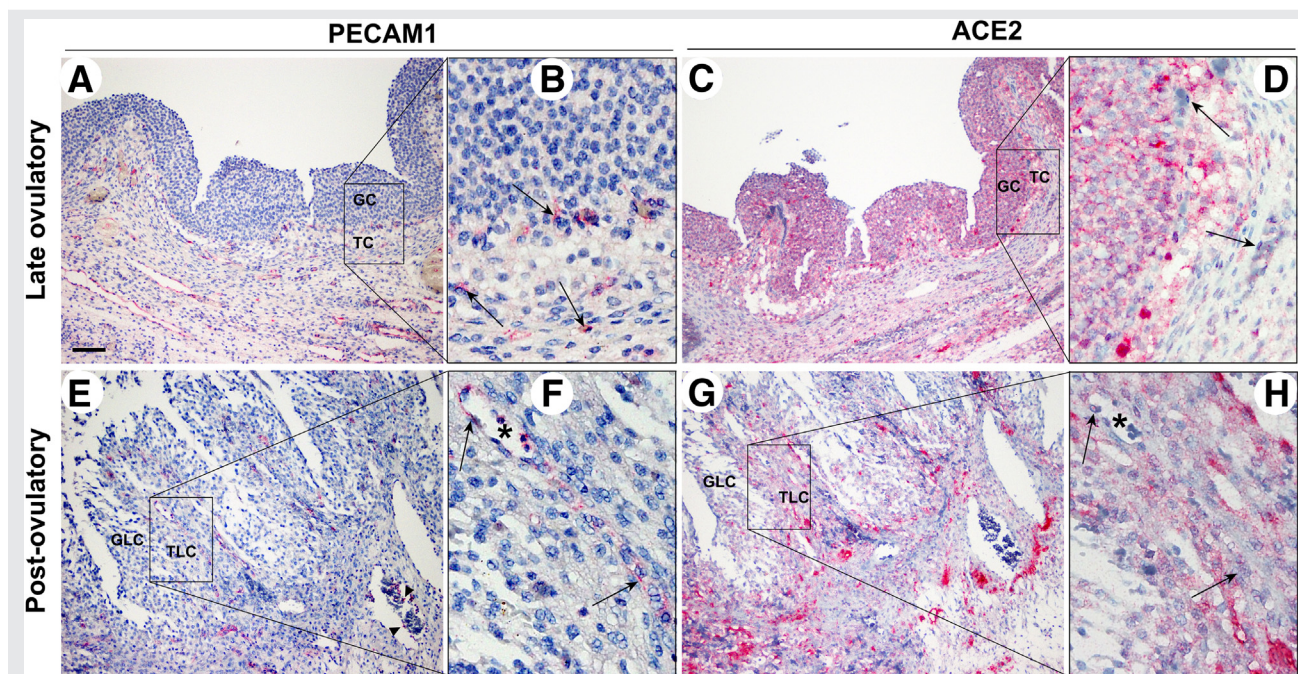 PECAM1
ACE2
Late ovulatory
A
B
C
D
GC
TC
GC
TC
Post-ovulatory
E
F
*
G
H
*
GLC
TLC
GLC
TLC